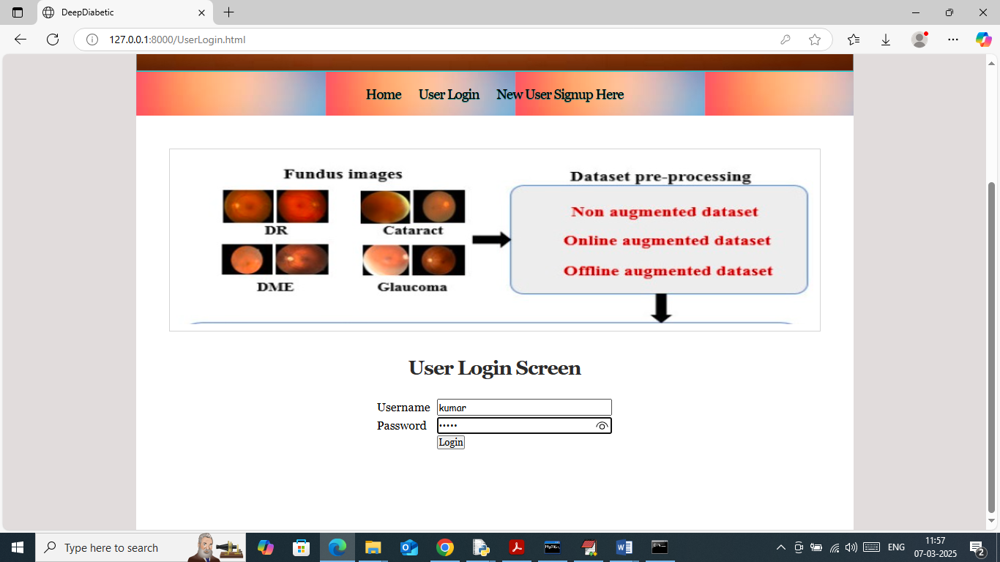 DeepDiabetic
127.0.0.1:8000/UserLogin.html
Home User Login New User Signup Here
Fundus images
Dataset pre-processing
DR
Cataract
DME
Glaucoma
Non augmented dataset
Online augmented dataset
Offline augmented dataset
User Login Screen
Username kumar
Password •••••
Login
Type here to search
ENG
11:57
07-03-2025
2